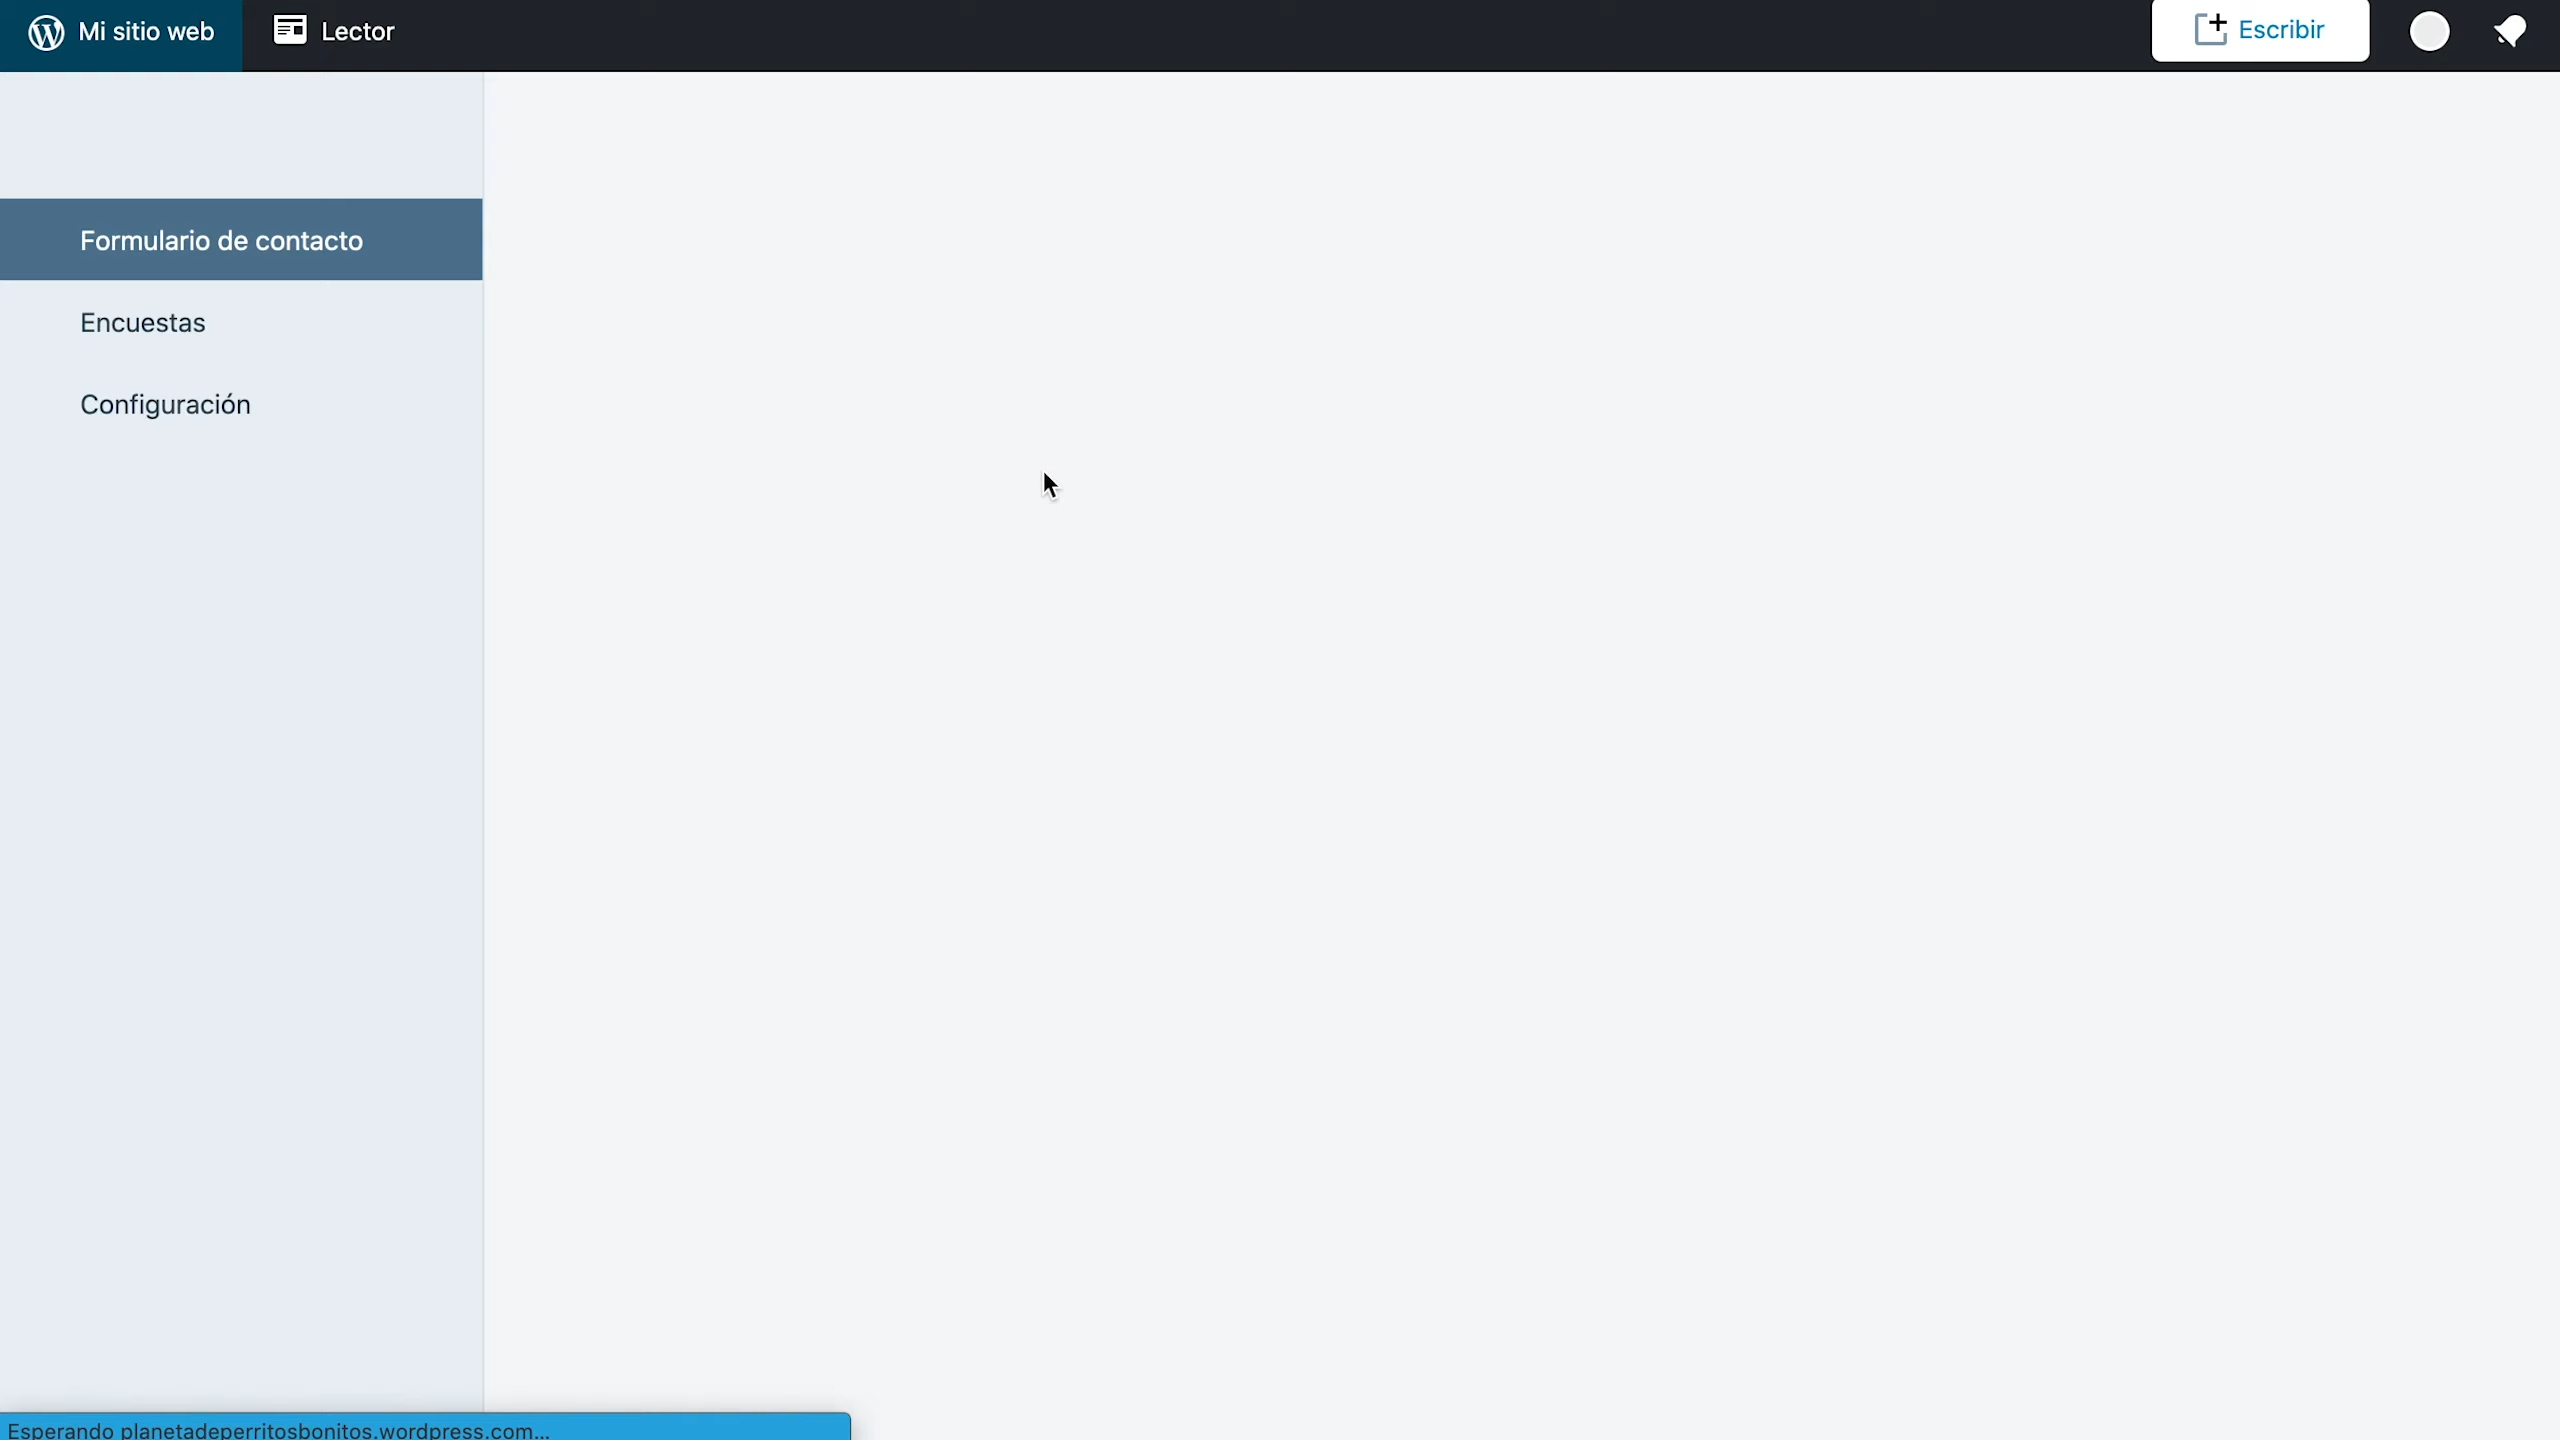 Mi sitio web
Lector
Escribir
Formulario de contacto
Encuestas
Configuración
Esperando planetadeperritosbonitos.wordpress.com...